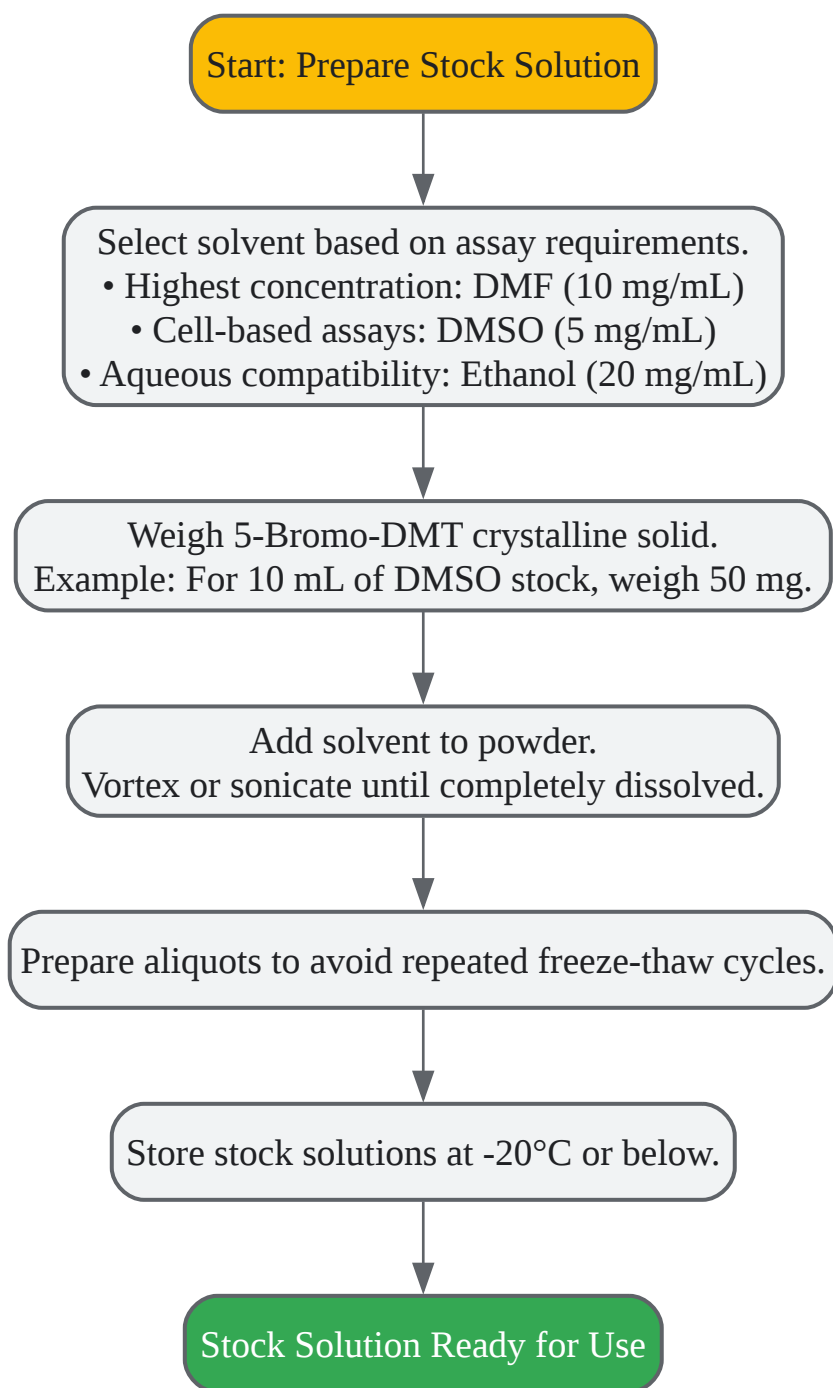 Start: Prepare Stock Solution
Select solvent based on assay requirements.
• Highest concentration: DMF (10 mg/mL)
• Cell-based assays: DMSO (5 mg/mL)
• Aqueous compatibility: Ethanol (20 mg/mL)
Weigh 5-Bromo-DMT crystalline solid.
Example: For 10 mL of DMSO stock, weigh 50 mg.
Add solvent to powder.
Vortex or sonicate until completely dissolved.
Prepare aliquots to avoid repeated freeze-thaw cycles.
Store stock solutions at -20°C or below.
Stock Solution Ready for Use